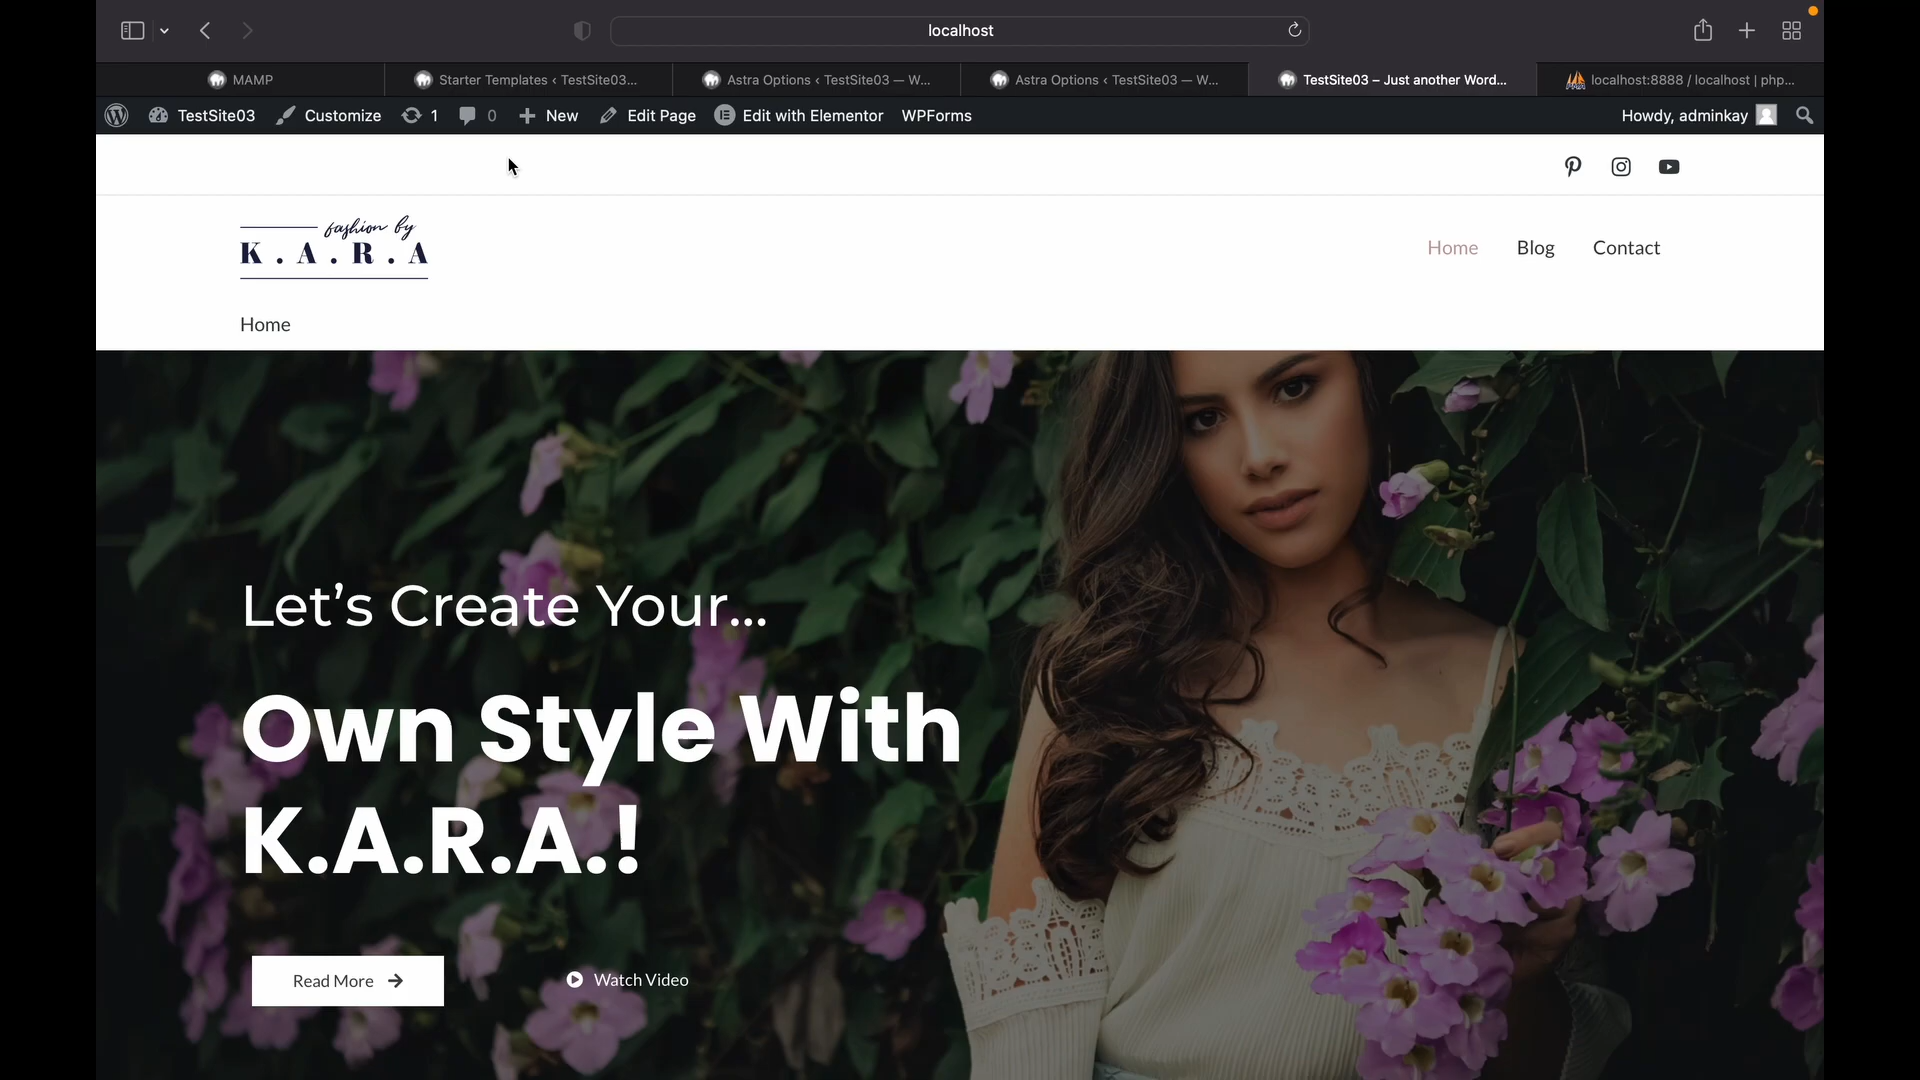 localhost
MAMP
Starter Templates ‹ TestSite03...
Astra Options ‹ TestSite03 — W...
Astra Options ‹ TestSite03 — W...
TestSite03 – Just another Word...
localhost:8888 / localhost | php...
TestSite03
Customize
1
0
New
Edit Page
Edit with Elementor
WPForms
Howdy, adminkay
fashion by
K . A . R . A
Home
Blog
Contact
Home
Let’s Create Your...
Own Style With
K.A.R.A.!
Read More
Watch Video